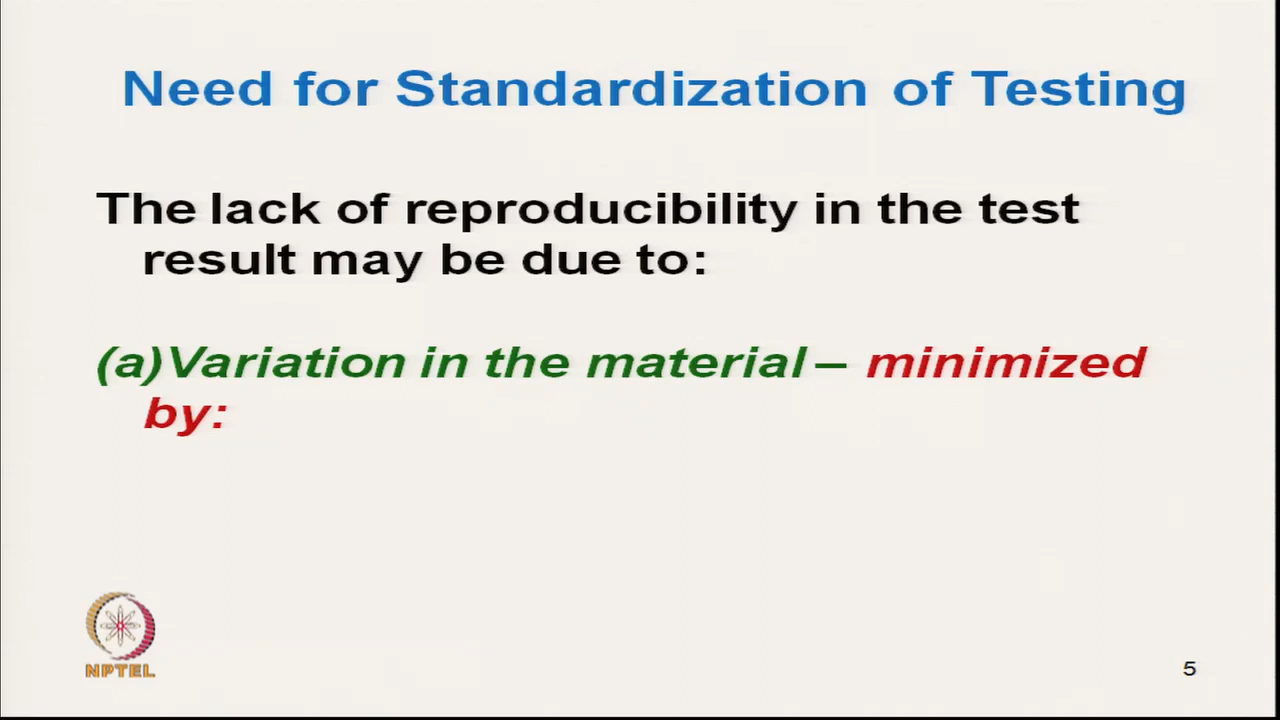 Need for Standardization of Testing
The lack of reproducibility in the test
result may be due to:
(a)Variation in the material – minimized
by:
NPTEL
5